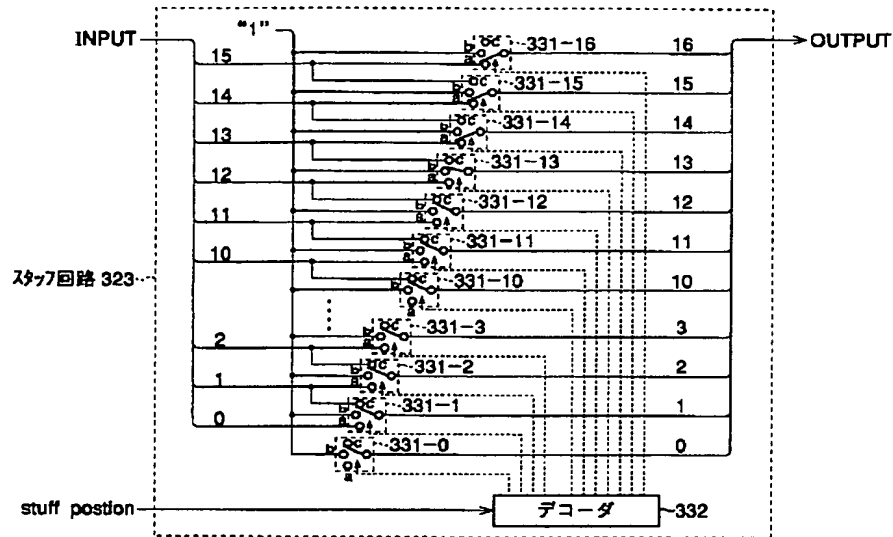 "1"
INPUT
OUTPUT
c
b
a
331-16
16
15
c
b
a
331-15
15
14
c
b
a
331-14
14
13
c
b
a
331-13
13
12
c
b
a
331-12
12
11
c
b
a
331-11
11
10
c
b
a
331-10
10
スタッフ回路 323
c
b
a
331-3
3
2
c
b
a
331-2
2
1
c
b
a
331-1
1
0
c
b
a
331-0
0
stuff postion
デコーダ
332